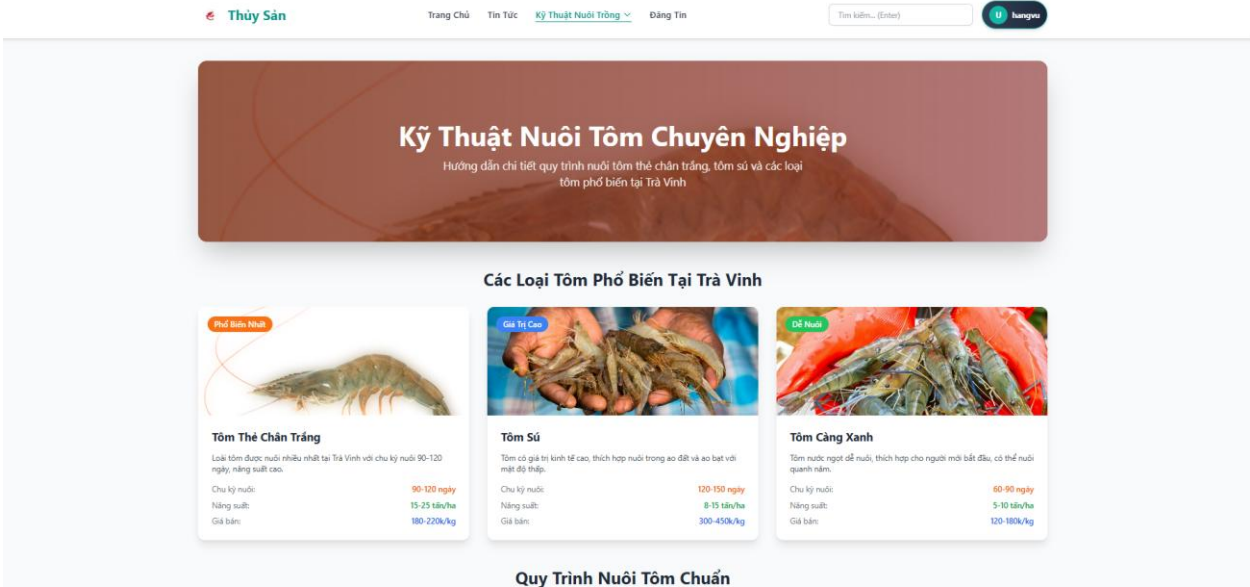 Thủy Sản
Trang Chủ
Tin Tức
Kỹ Thuật Nuôi Trồng
Đăng Tin
Tìm kiếm... (Enter)
U
hangvu
Kỹ Thuật Nuôi Tôm Chuyên Nghiệp
Hướng dẫn chi tiết quy trình nuôi tôm thẻ chân trắng, tôm sú và các loại
tôm phổ biến tại Trà Vinh
Các Loại Tôm Phổ Biến Tại Trà Vinh
Phổ Biến Nhất
Tôm Thẻ Chân Trắng
Loài tôm được nuôi nhiều nhất tại Trà Vinh với chu kỳ nuôi 90-120
ngày, năng suất cao.
Chu kỳ nuôi: 90-120 ngày
Năng suất: 15-25 tấn/ha
Giá bán: 180-220k/kg
Giá Trị Cao
Tôm Sú
Tôm có giá trị kinh tế cao, thích hợp nuôi trong ao đất và ao bạt với
mật độ thấp.
Chu kỳ nuôi: 120-150 ngày
Năng suất: 8-15 tấn/ha
Giá bán: 300-450k/kg
Dễ Nuôi
Tôm Càng Xanh
Tôm nước ngọt dễ nuôi, thích hợp cho người mới bắt đầu, có thể nuôi
quanh năm.
Chu kỳ nuôi: 60-90 ngày
Năng suất: 5-10 tấn/ha
Giá bán: 120-180k/kg
Quy Trình Nuôi Tôm Chuẩn